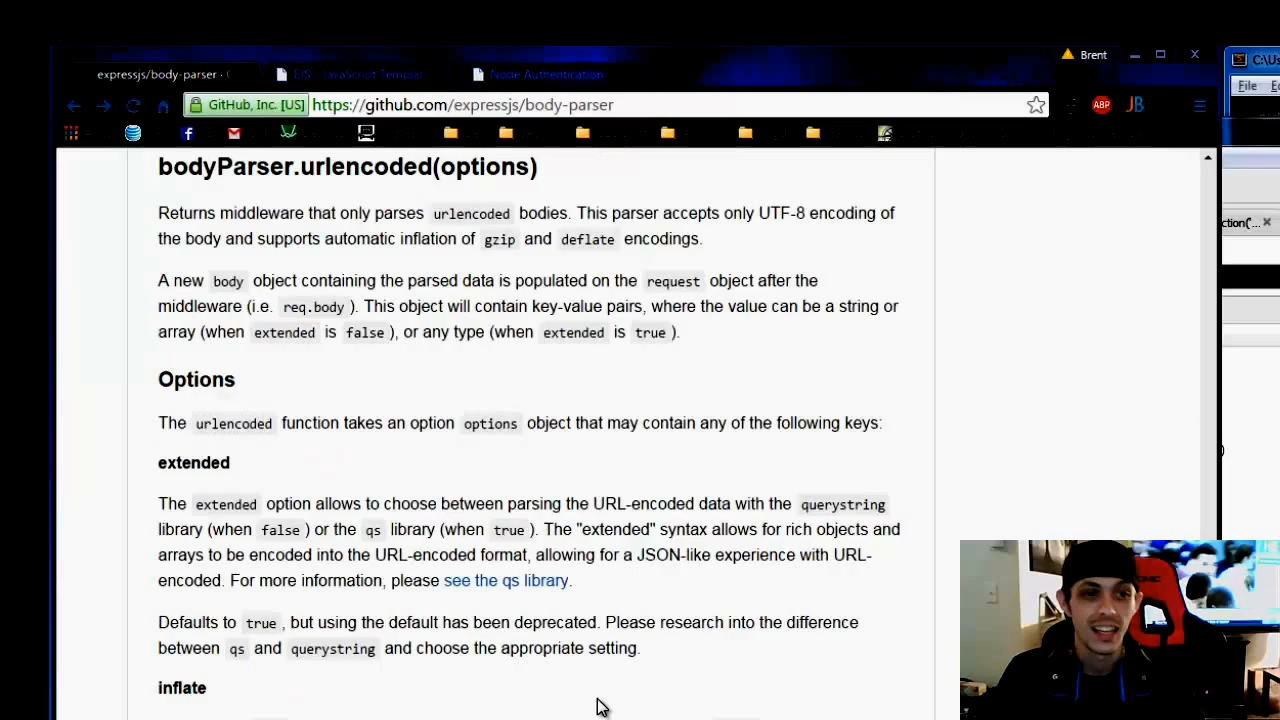 Brent
C:\Us
expressjs/body-parser · G
EJS - JavaScript Templat
Node Authentication
File
GitHub, Inc. [US] https://github.com/expressjs/body-parser
ABP
JB
bodyParser.urlencoded(options)
Returns middleware that only parses urlencoded bodies. This parser accepts only UTF-8 encoding of
the body and supports automatic inflation of gzip and deflate encodings.
ction('...
A new body object containing the parsed data is populated on the request object after the
middleware (i.e. req.body ). This object will contain key-value pairs, where the value can be a string or
array (when extended is false ), or any type (when extended is true ).
Options
The urlencoded function takes an option options object that may contain any of the following keys:
extended
The extended option allows to choose between parsing the URL-encoded data with the querystring
library (when false ) or the qs library (when true ). The "extended" syntax allows for rich objects and
arrays to be encoded into the URL-encoded format, allowing for a JSON-like experience with URL-
encoded. For more information, please see the qs library.
Defaults to true , but using the default has been deprecated. Please research into the difference
between qs and querystring and choose the appropriate setting.
inflate